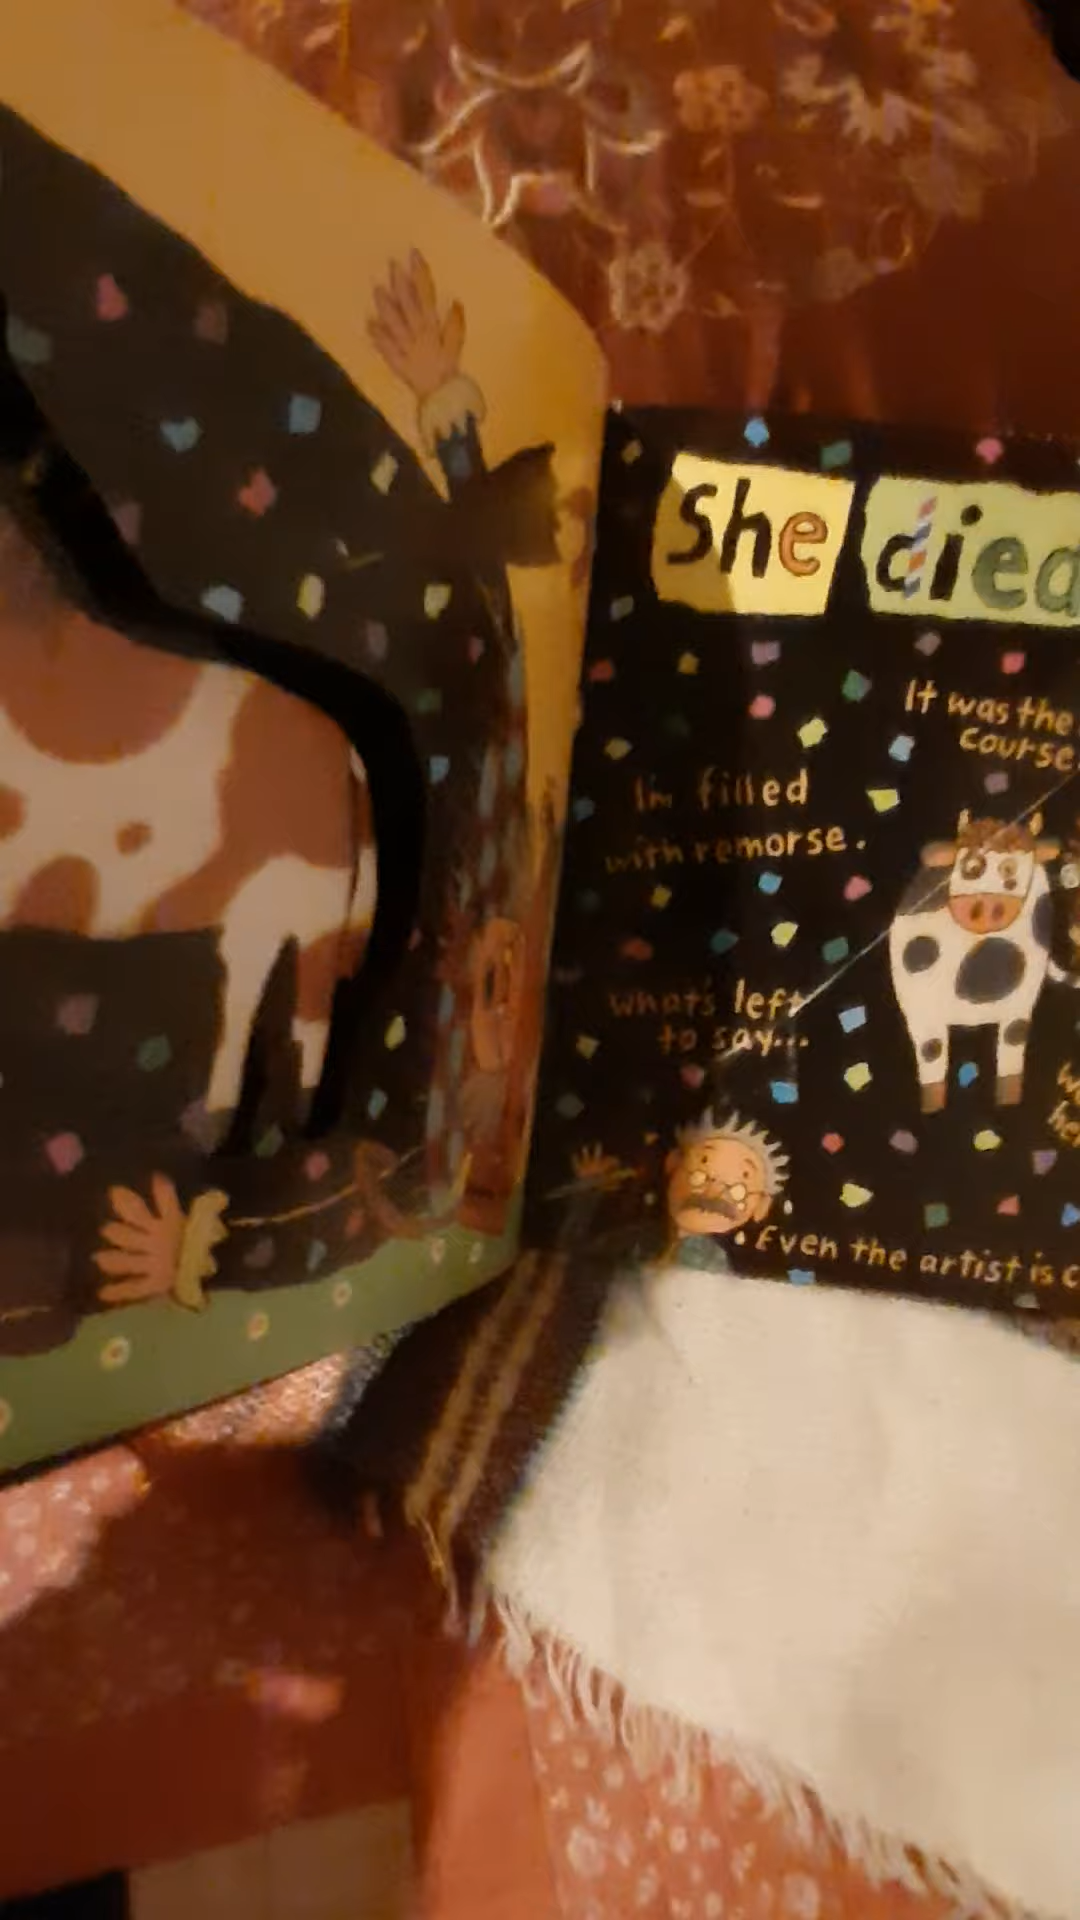 She died
It was the
course.
I'm filled
with remorse.
what's left
to say...
Even the artist is c